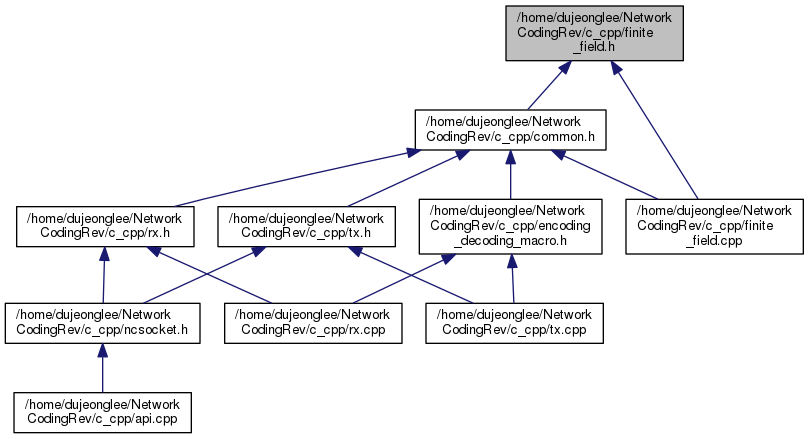 /home/dujeonglee/Network
CodingRev/c_cpp/finite
_field.h
/home/dujeonglee/Network
CodingRev/c_cpp/common.h
/home/dujeonglee/Network
CodingRev/c_cpp/rx.h
/home/dujeonglee/Network
CodingRev/c_cpp/tx.h
/home/dujeonglee/Network
CodingRev/c_cpp/encoding
_decoding_macro.h
/home/dujeonglee/Network
CodingRev/c_cpp/finite
_field.cpp
/home/dujeonglee/Network
CodingRev/c_cpp/ncsocket.h
/home/dujeonglee/Network
CodingRev/c_cpp/rx.cpp
/home/dujeonglee/Network
CodingRev/c_cpp/tx.cpp
/home/dujeonglee/Network
CodingRev/c_cpp/api.cpp